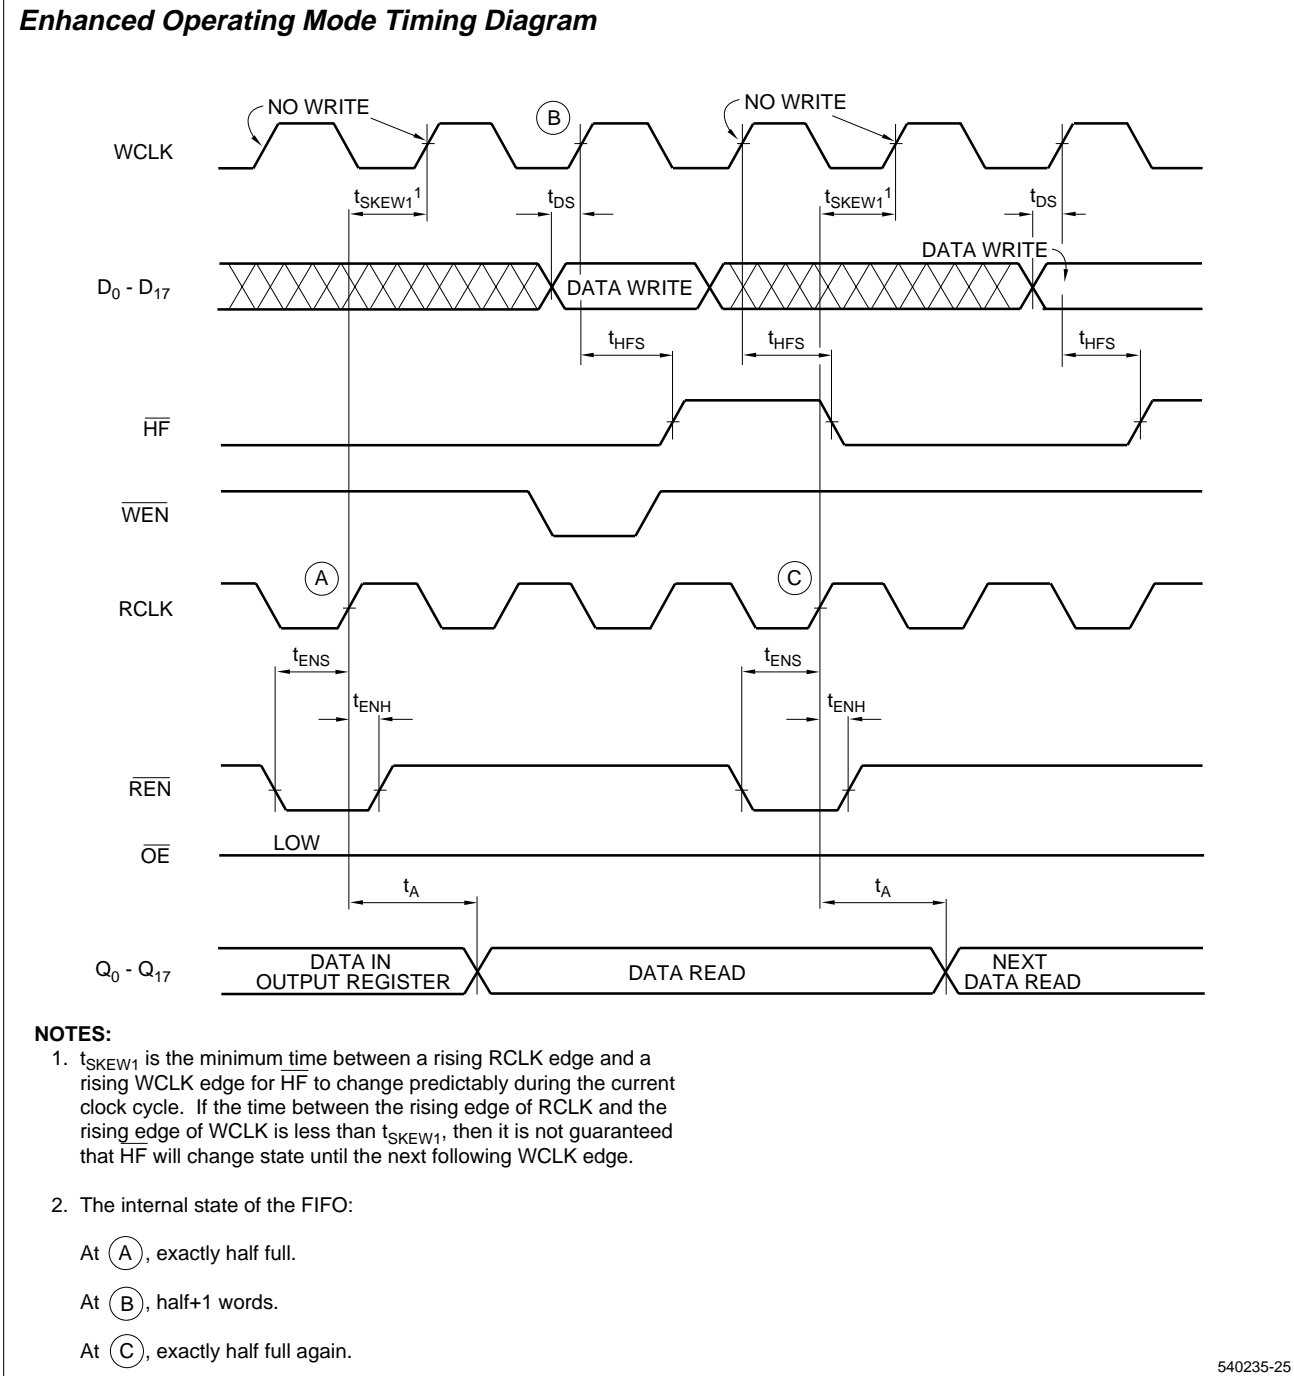 Enhanced Operating Mode Timing Diagram
NO WRITE
B
NO WRITE
WCLK
tSKEW1¹
tDS
tSKEW1¹
tDS
DATA WRITE
D0 - D17
DATA WRITE
tHFS
tHFS
tHFS
HF
WEN
A
C
RCLK
tENS
tENS
tENH
tENH
REN
LOW
OE
tA
tA
Q0 - Q17
DATA IN
OUTPUT REGISTER
DATA READ
NEXT
DATA READ
NOTES:
1. tSKEW1 is the minimum time between a rising RCLK edge and a
rising WCLK edge for HF to change predictably during the current
clock cycle. If the time between the rising edge of RCLK and the
rising edge of WCLK is less than tSKEW1, then it is not guaranteed
that HF will change state until the next following WCLK edge.
2. The internal state of the FIFO:
At A, exactly half full.
At B, half+1 words.
At C, exactly half full again.
540235-25